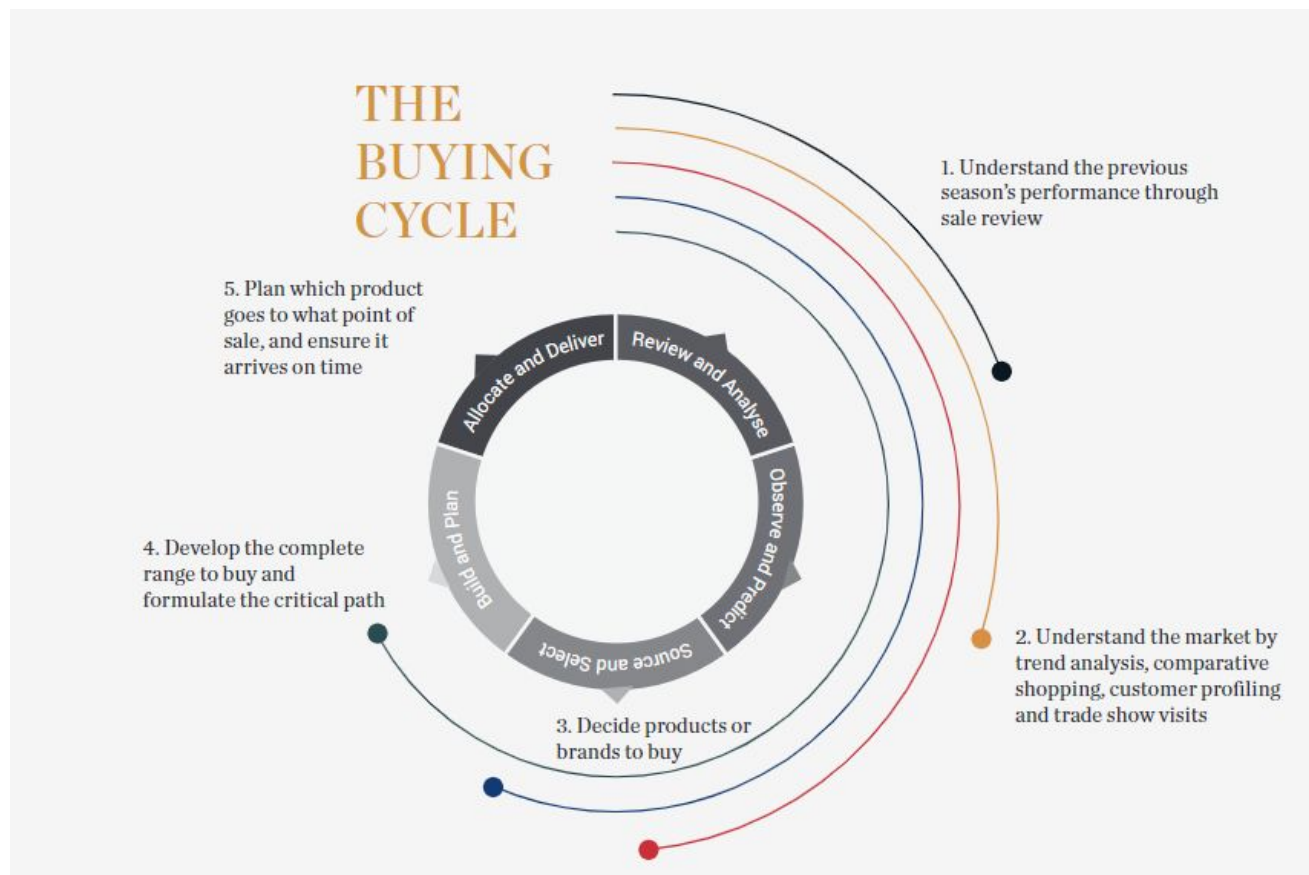 THE
BUYING
CYCLE
1. Understand the previous
season's performance through
sale review
5. Plan which product
goes to what point of
sale, and ensure it
arrives on time
Allocate and Deliver
Review and Analyse
Observe and Predict
Source and Select
Build and Plan
4. Develop the complete
range to buy and
formulate the critical path
2. Understand the market by
trend analysis, comparative
shopping, customer profiling
and trade show visits
3. Decide products or
brands to buy